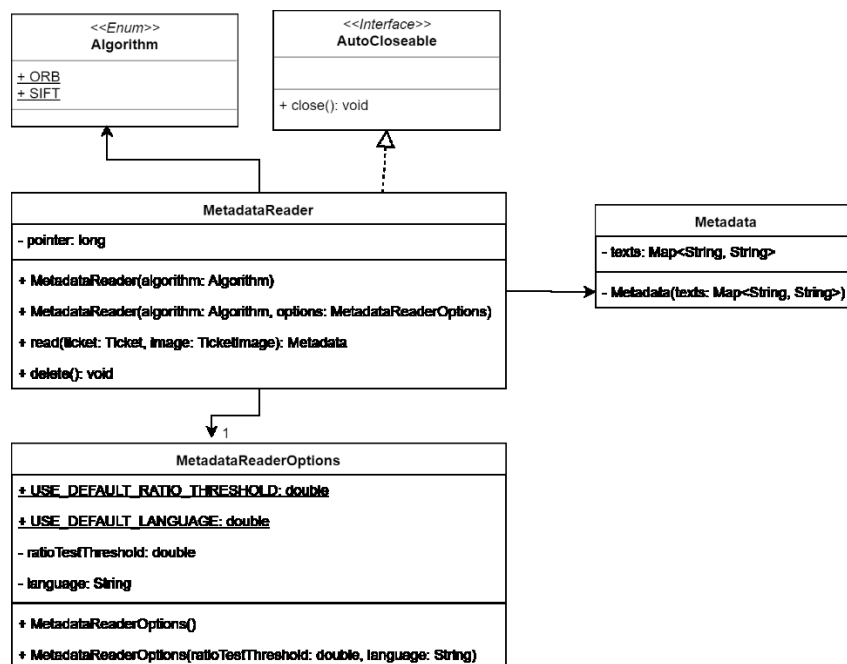 <<Enum>>
Algorithm
+ ORB
+ SIFT
<<Interface>>
AutoCloseable
+ close(): void
MetadataReader
- pointer: long
+ MetadataReader(algorithm: Algorithm)
+ MetadataReader(algorithm: Algorithm, options: MetadataReaderOptions)
+ read(ticket: Ticket, image: TicketImage): Metadata
+ delete(): void
Metadata
- texts: Map<String, String>
- Metadata(texts: Map<String, String>)
1
MetadataReaderOptions
+ USE_DEFAULT_RATIO_THRESHOLD: double
+ USE_DEFAULT_LANGUAGE: double
- ratioTestThreshold: double
- language: String
+ MetadataReaderOptions()
+ MetadataReaderOptions(ratioTestThreshold: double, language: String)